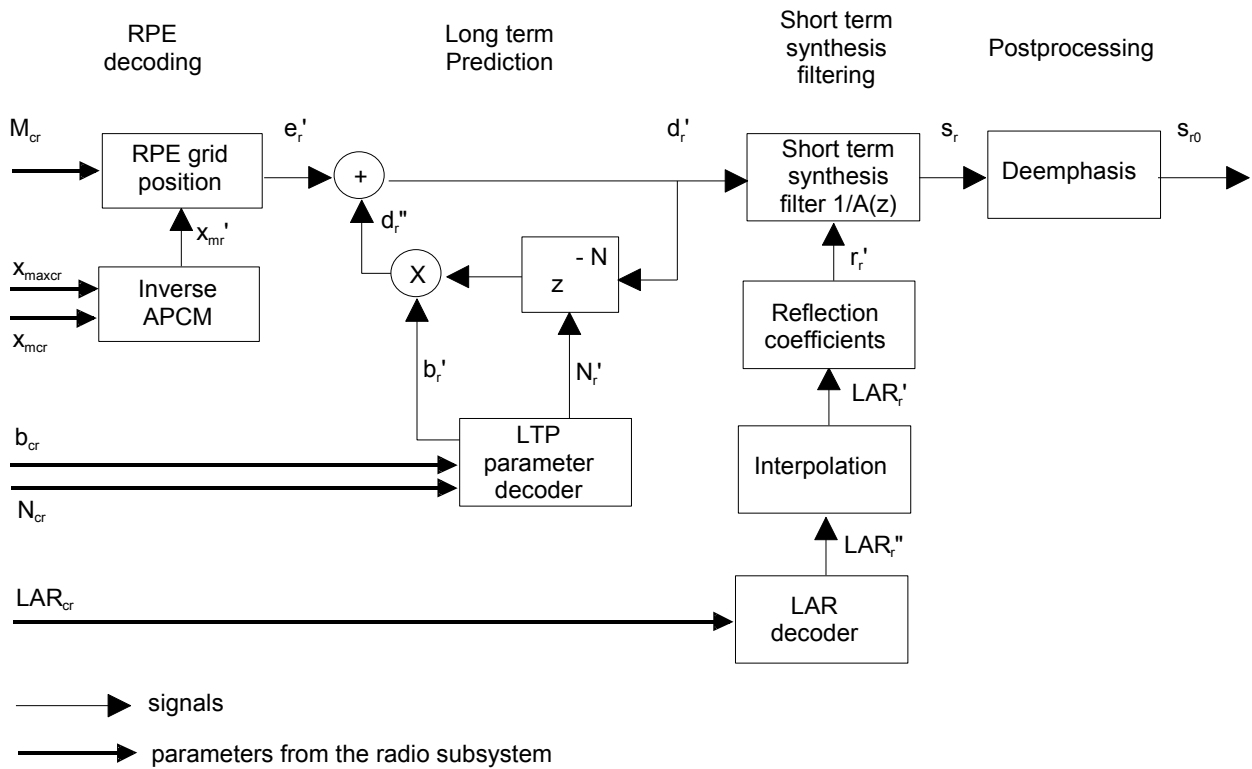 RPE
decoding
Long term
Prediction
Short term
synthesis
filtering
Postprocessing
M_cr
RPE grid
position
e_r'
+
d_r'
Short term
synthesis
filter 1/A(z)
s_r
Deemphasis
s_r0
x_mr'
d_r''
x_maxcr
x_mcr
Inverse
APCM
X
z^-N
r_r'
Reflection
coefficients
b_r'
N_r'
LAR_r'
b_cr
N_cr
LTP
parameter
decoder
Interpolation
LAR_r''
LAR_cr
LAR
decoder
signals
parameters from the radio subsystem